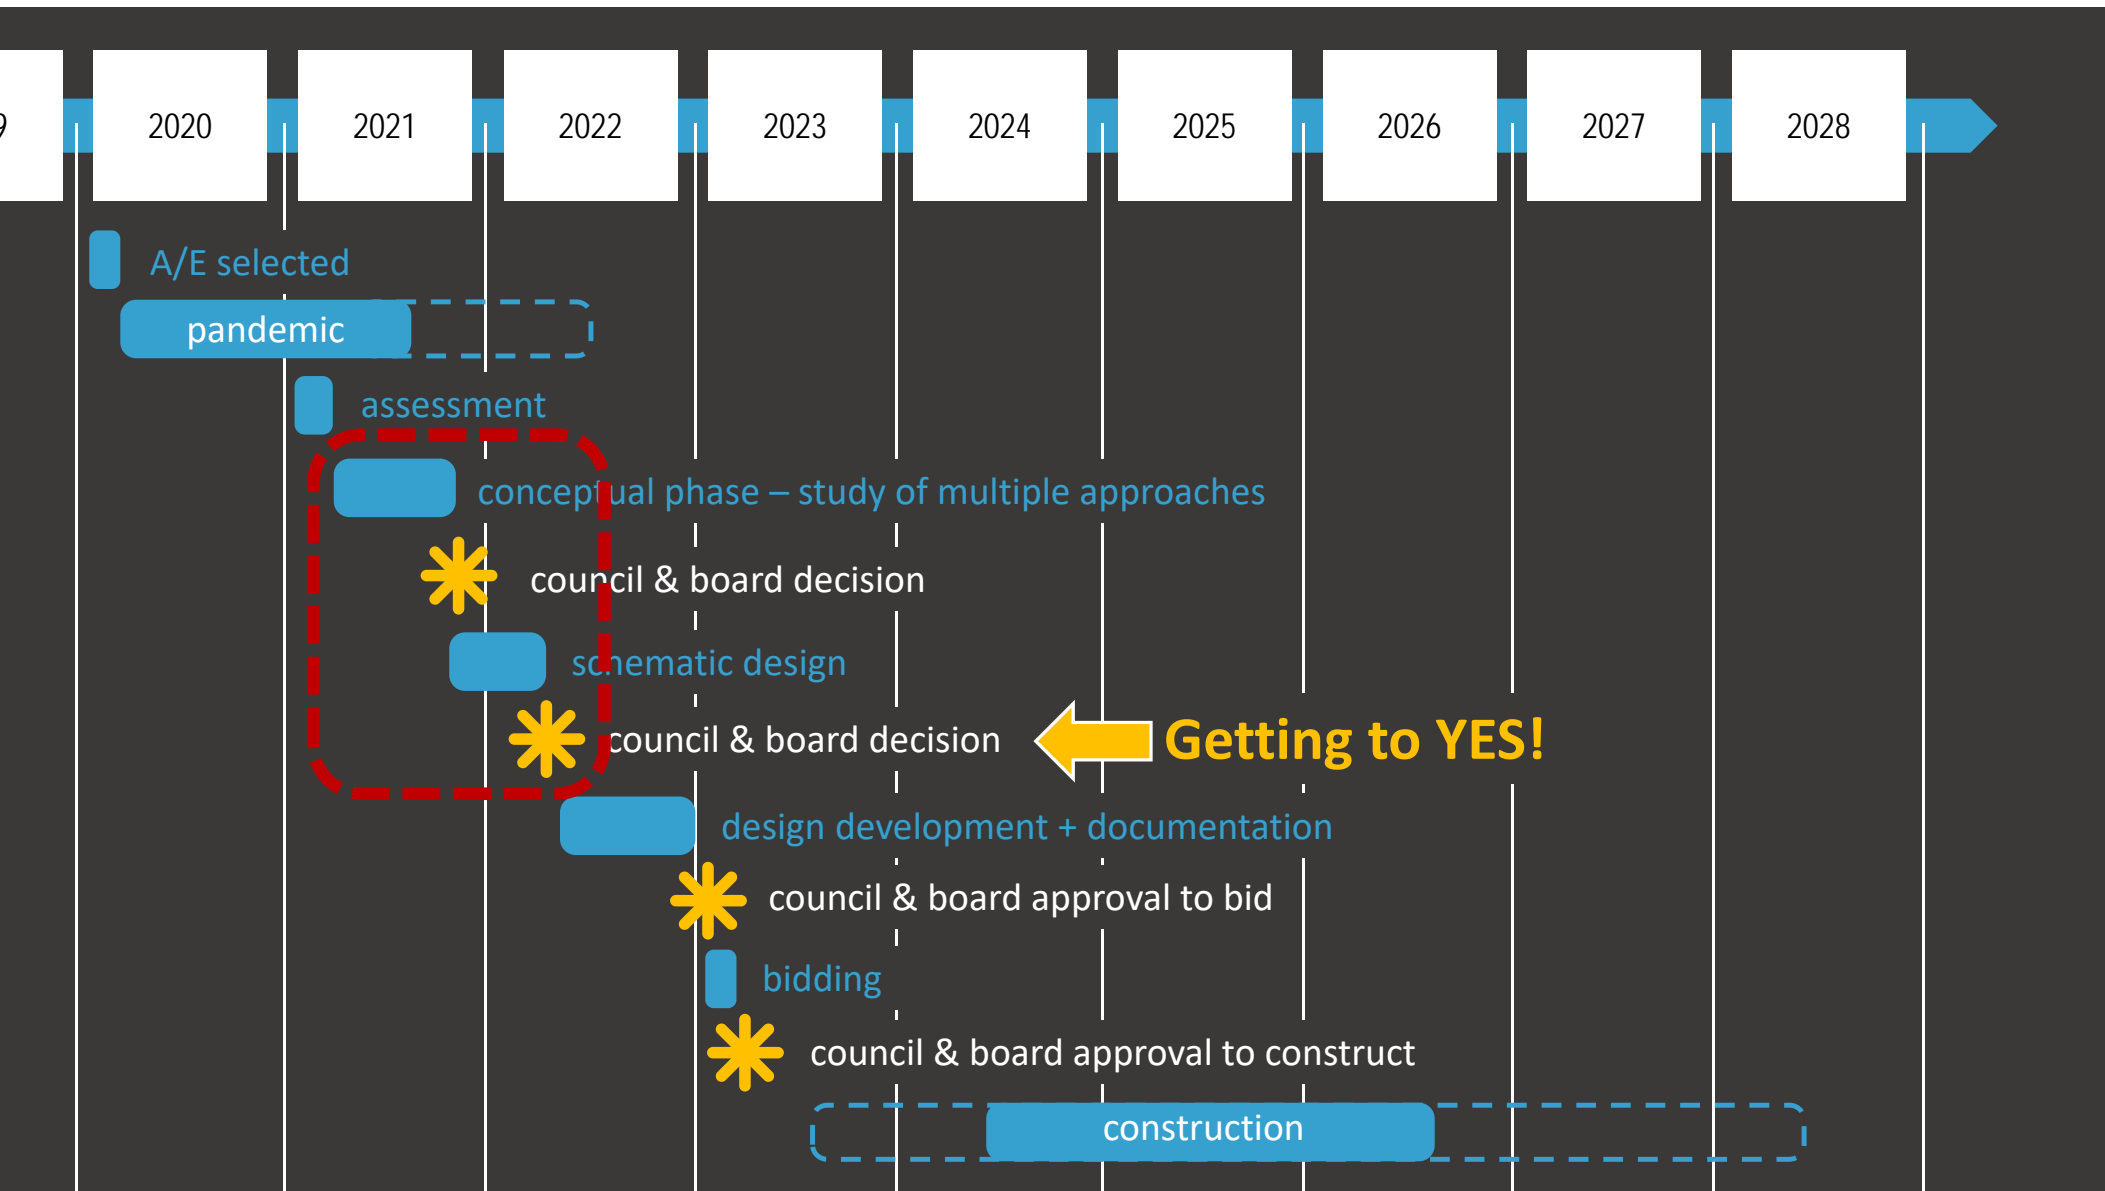 2020 2021 2022 2023 2024 2025 2026 2027 2028
A/E selected
pandemic
assessment
conceptual phase – study of multiple approaches
council & board decision
schematic design
council & board decision Getting to YES!
design development + documentation
council & board approval to bid
bidding
council & board approval to construct
construction